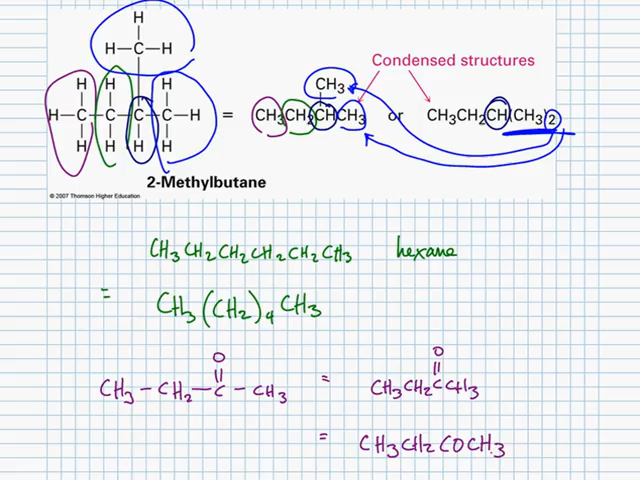 H
H—C—H
Condensed structures
H H H
CH₃
H—C—C—C—C—H = CH₃CH₂CHCH₃ or CH₃CH₂CH(CH₃)₂
H H H H
2-Methylbutane
© 2007 Thomson Higher Education
CH₃CH₂CH₂CH₂CH₂CH₃ hexane
= CH₃(CH₂)₄CH₃
O O
CH₃—CH₂—C—CH₃ = CH₃CH₂CCH₃
= CH₃CH₂COCH₃